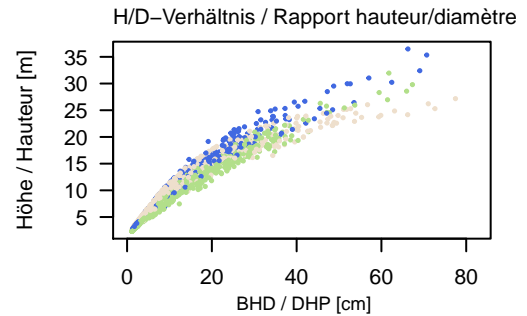 H/D−Verhältnis / Rapport hauteur/diamètre
Höhe / Hauteur [m]
35
30
25
20
15
10
5
0 20 40 60 80
BHD / DHP [cm]